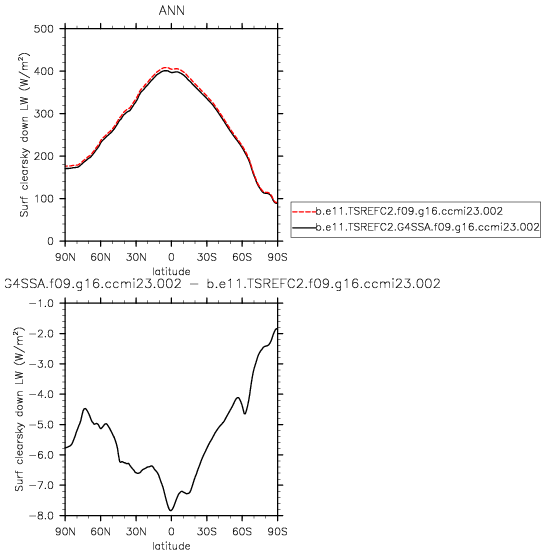 ANN
500
400
300
200
100
0
Surf clearsky down LW (W/m²)
90N 60N 30N 0 30S 60S 90S
latitude
b.e11.TSREFC2.f09.g16.ccmi23.002
b.e11.TSREFC2.G4SSA.f09.g16.ccmi23.002
G4SSA.f09.g16.ccmi23.002 − b.e11.TSREFC2.f09.g16.ccmi23.002
−1.0
−2.0
−3.0
−4.0
−5.0
−6.0
−7.0
−8.0
Surf clearsky down LW (W/m²)
90N 60N 30N 0 30S 60S 90S
latitude